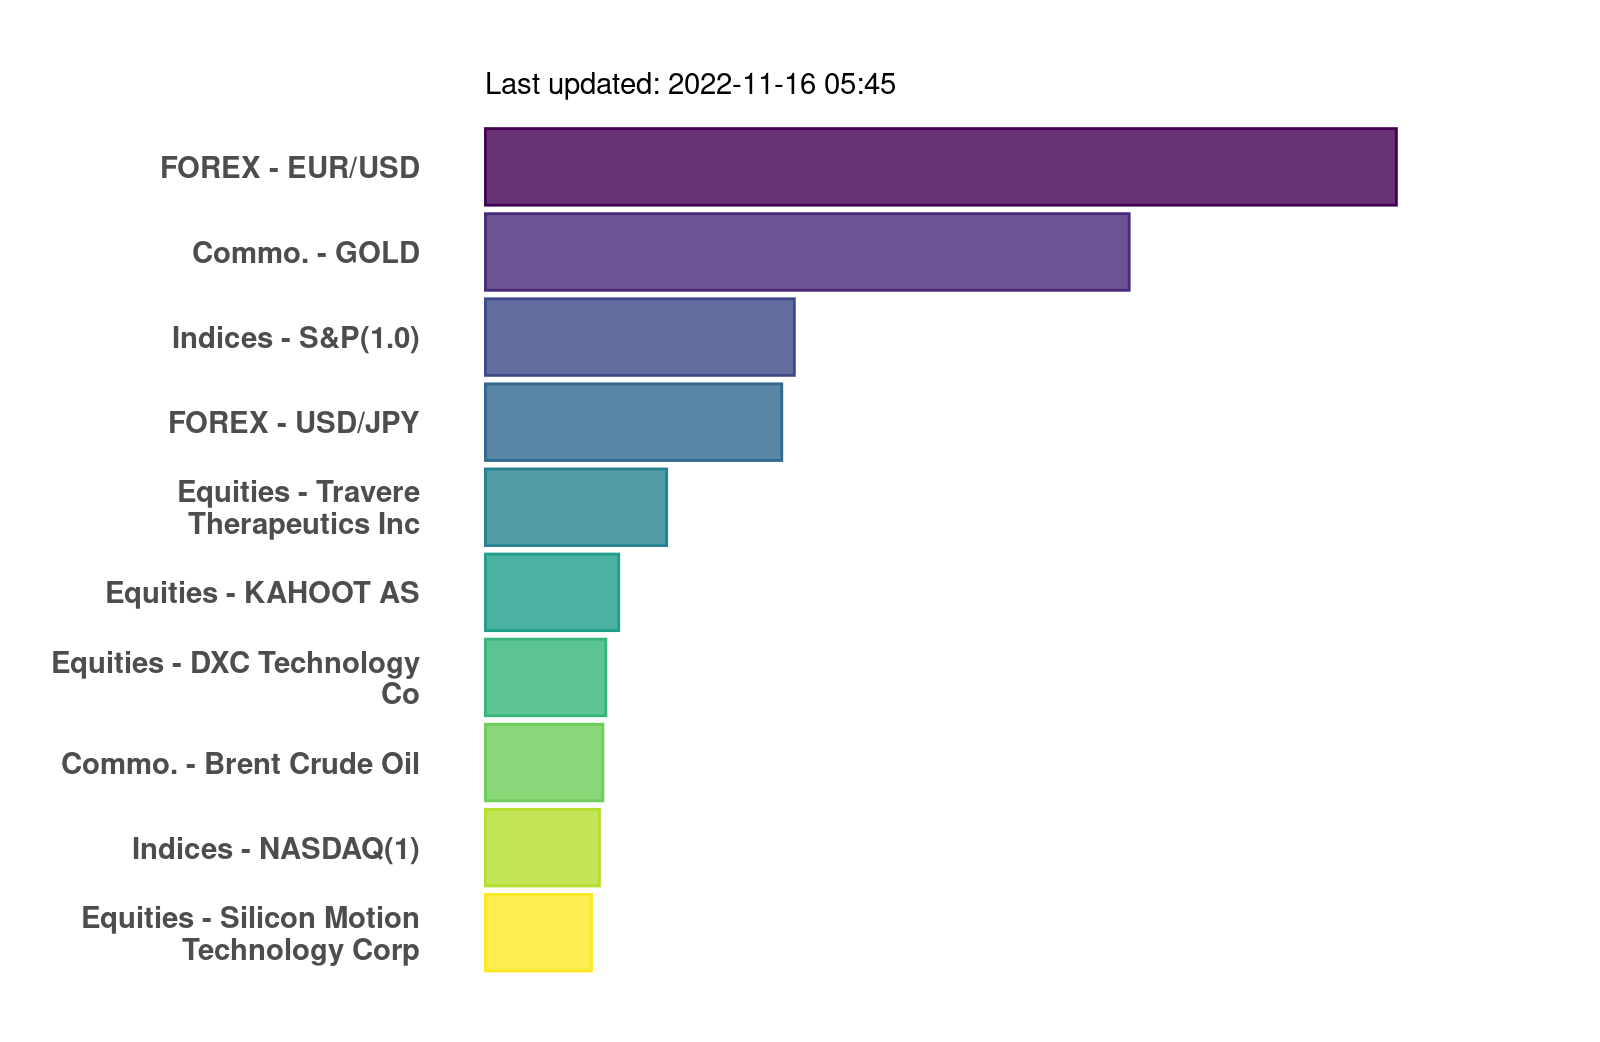 Last updated: 2022-11-16 05:45
FOREX - EUR/USD
Commo. - GOLD
Indices - S&P(1.0)
FOREX - USD/JPY
Equities - Travere
Therapeutics Inc
Equities - KAHOOT AS
Equities - DXC Technology
Co
Commo. - Brent Crude Oil
Indices - NASDAQ(1)
Equities - Silicon Motion
Technology Corp